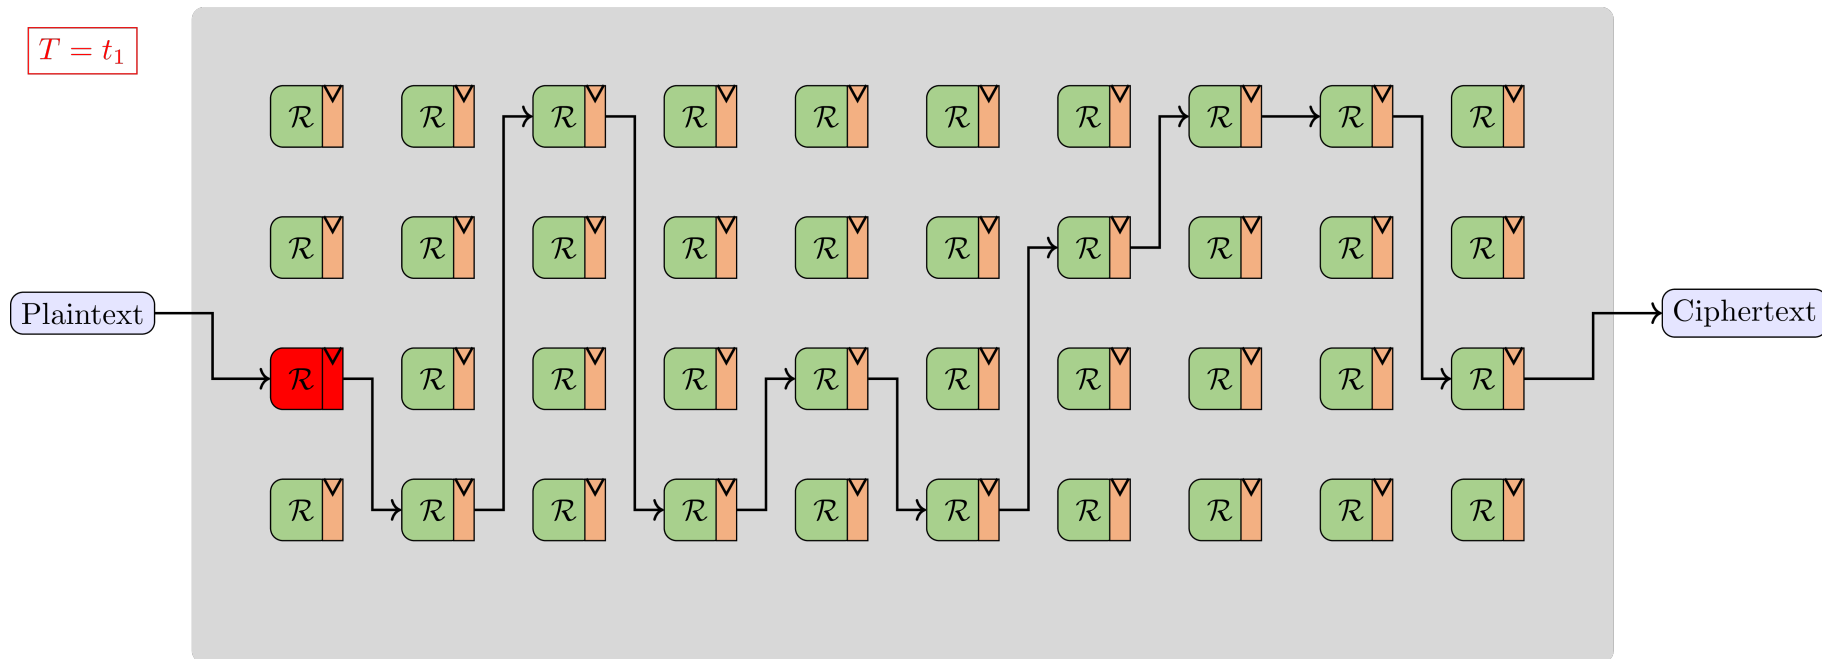 T = t₁
ℛ ℛ ℛ ℛ ℛ ℛ ℛ ℛ ℛ ℛ
ℛ ℛ ℛ ℛ ℛ ℛ ℛ ℛ ℛ ℛ
Plaintext
Ciphertext
ℛ ℛ ℛ ℛ ℛ ℛ ℛ ℛ ℛ ℛ
ℛ ℛ ℛ ℛ ℛ ℛ ℛ ℛ ℛ ℛ